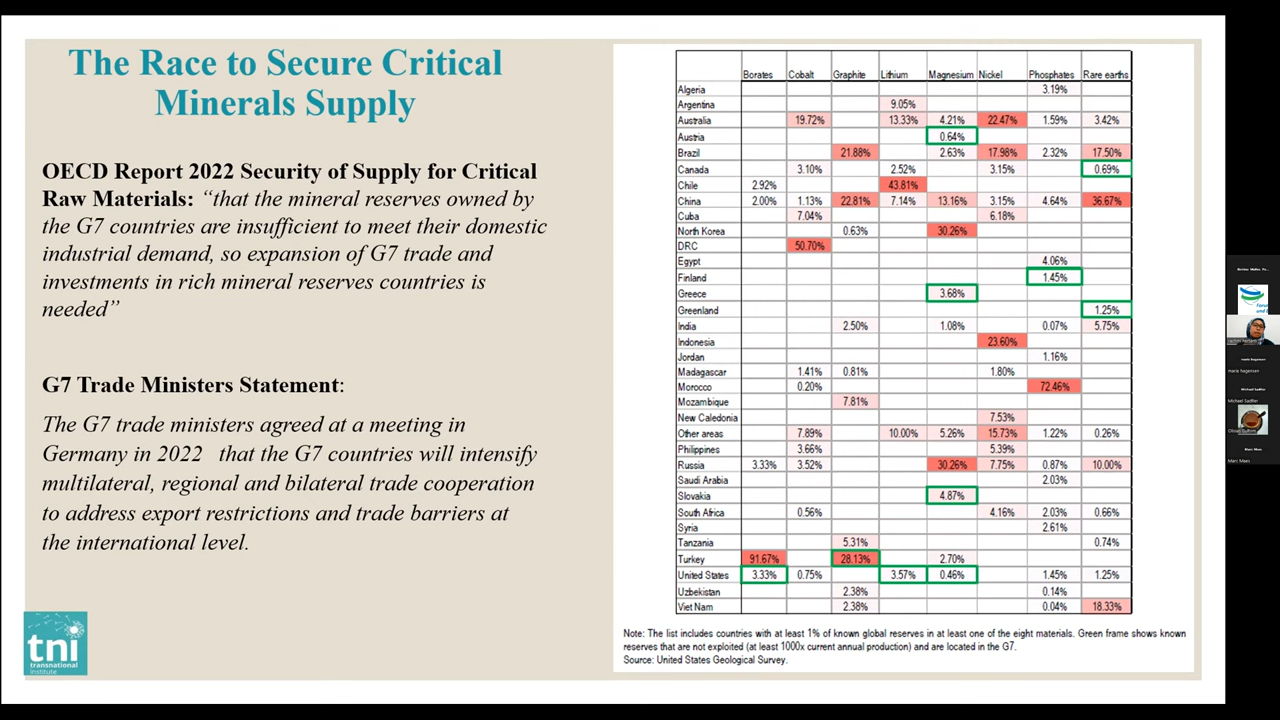 The Race to Secure Critical
Minerals Supply
OECD Report 2022 Security of Supply for Critical
Raw Materials: “that the mineral reserves owned by
the G7 countries are insufficient to meet their domestic
industrial demand, so expansion of G7 trade and
investments in rich mineral reserves countries is
needed”
G7 Trade Ministers Statement:
The G7 trade ministers agreed at a meeting in
Germany in 2022 that the G7 countries will intensify
multilateral, regional and bilateral trade cooperation
to address export restrictions and trade barriers at
the international level.
tni
transnational
institute
Borates Cobalt Graphite Lithium Magnesium Nickel Phosphates Rare earths
Algeria 3.19%
Argentina 9.05%
Australia 19.72% 13.33% 4.21% 22.47% 1.59% 3.42%
Austria 0.64%
Brazil 21.88% 2.63% 17.98% 2.32% 17.50%
Canada 3.10% 2.52% 3.15% 0.69%
Chile 2.92% 43.81%
China 2.00% 1.13% 22.81% 7.14% 13.16% 3.15% 4.64% 36.67%
Cuba 7.04% 6.18%
North Korea 0.63% 30.26%
DRC 50.70%
Egypt 4.06%
Finland 1.45%
Greece 3.68%
Greenland 1.25%
India 2.50% 1.08% 0.07% 5.75%
Indonesia 23.60%
Jordan 1.16%
Madagascar 1.41% 0.81% 1.80%
Morocco 0.20% 72.46%
Mozambique 7.81%
New Caledonia 7.53%
Other areas 7.89% 10.00% 5.26% 15.73% 1.22% 0.26%
Philippines 3.66% 5.39%
Russia 3.33% 3.52% 30.26% 7.75% 0.87% 10.00%
Saudi Arabia 2.03%
Slovakia 4.87%
South Africa 0.56% 4.16% 2.03% 0.66%
Syria 2.61%
Tanzania 5.31% 0.74%
Turkey 91.67% 28.13% 2.70%
United States 3.33% 0.75% 3.57% 0.46% 1.45% 1.25%
Uzbekistan 2.38% 0.14%
Viet Nam 2.38% 0.04% 18.33%
Note: The list includes countries with at least 1% of known global reserves in at least one of the eight materials. Green frame shows known
reserves that are not exploited (at least 1000x current annual production) and are located in the G7.
Source: United States Geological Survey.
Michael Sadlier
Michael Sadlier
Marc Maes
Marc Maes